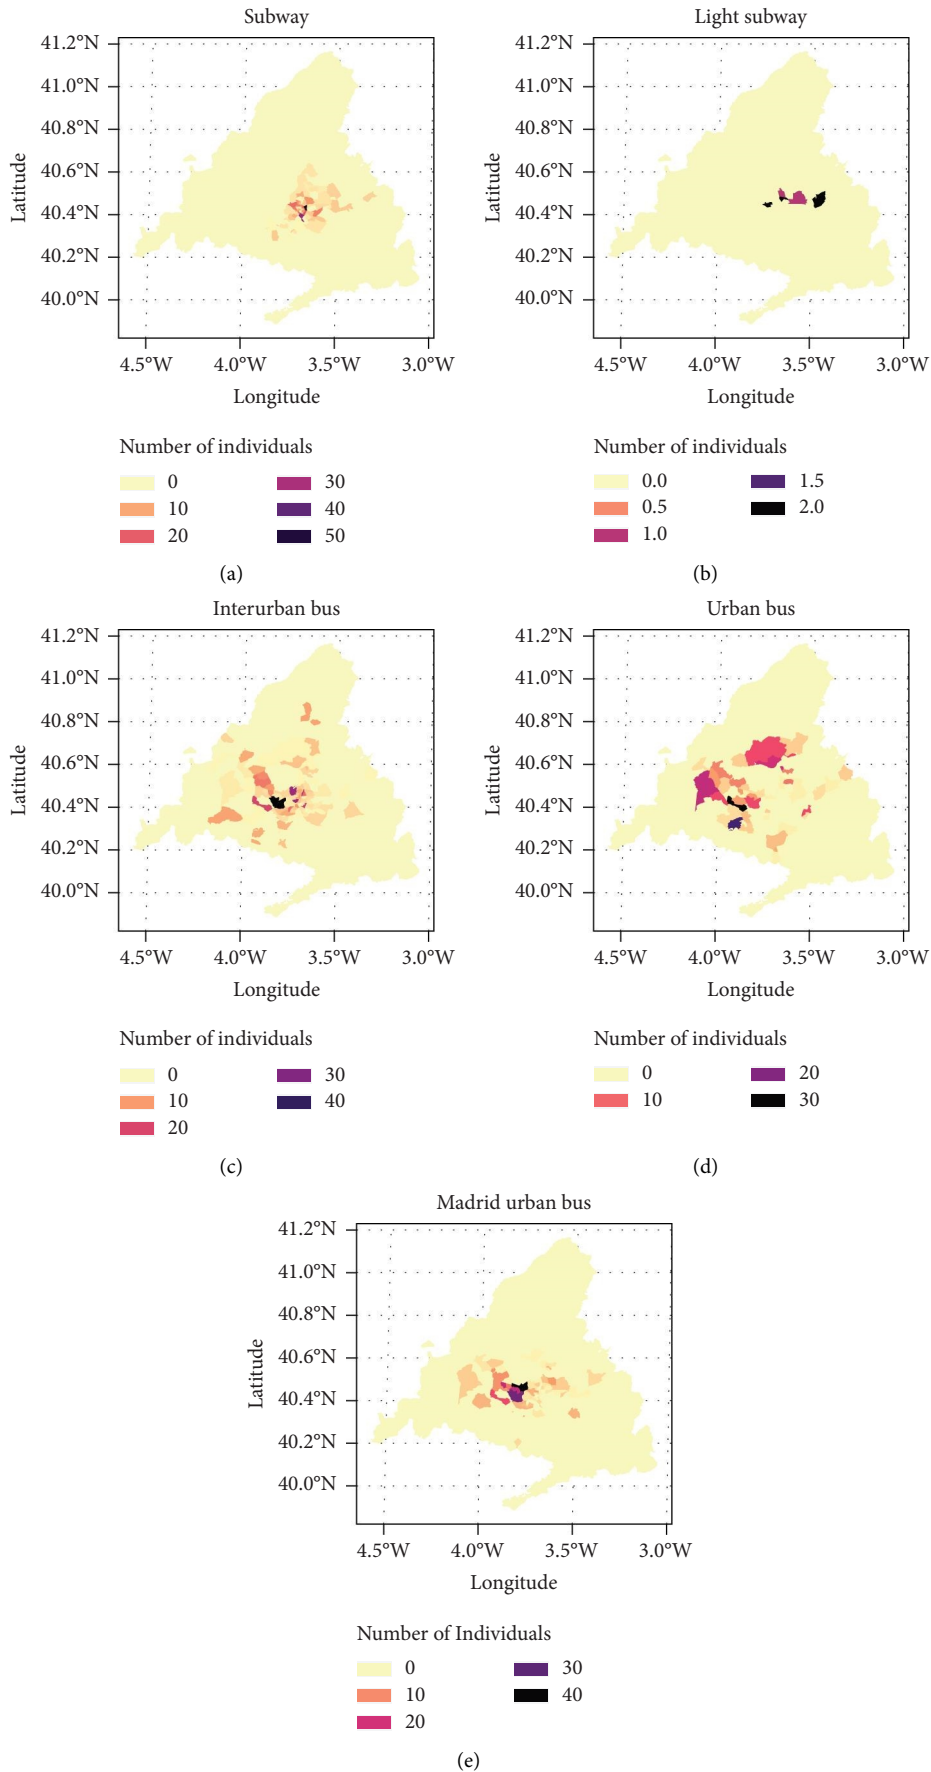 Subway
41.2°N
41.0°N
40.8°N
40.6°N
40.4°N
40.2°N
40.0°N
Latitude
4.5°W 4.0°W 3.5°W 3.0°W
Longitude
Number of individuals
0 30
10 40
20 50
(a)
Light subway
41.2°N
41.0°N
40.8°N
40.6°N
40.4°N
40.2°N
40.0°N
Latitude
4.5°W 4.0°W 3.5°W 3.0°W
Longitude
Number of individuals
0.0 1.5
0.5 2.0
1.0
(b)
Interurban bus
41.2°N
41.0°N
40.8°N
40.6°N
40.4°N
40.2°N
40.0°N
Latitude
4.5°W 4.0°W 3.5°W 3.0°W
Longitude
Number of individuals
0 30
10 40
20
(c)
Urban bus
41.2°N
41.0°N
40.8°N
40.6°N
40.4°N
40.2°N
40.0°N
Latitude
4.5°W 4.0°W 3.5°W 3.0°W
Longitude
Number of individuals
0 20
10 30
(d)
Madrid urban bus
41.2°N
41.0°N
40.8°N
40.6°N
40.4°N
40.2°N
40.0°N
Latitude
4.5°W 4.0°W 3.5°W 3.0°W
Longitude
Number of Individuals
0 30
10 40
20
(e)